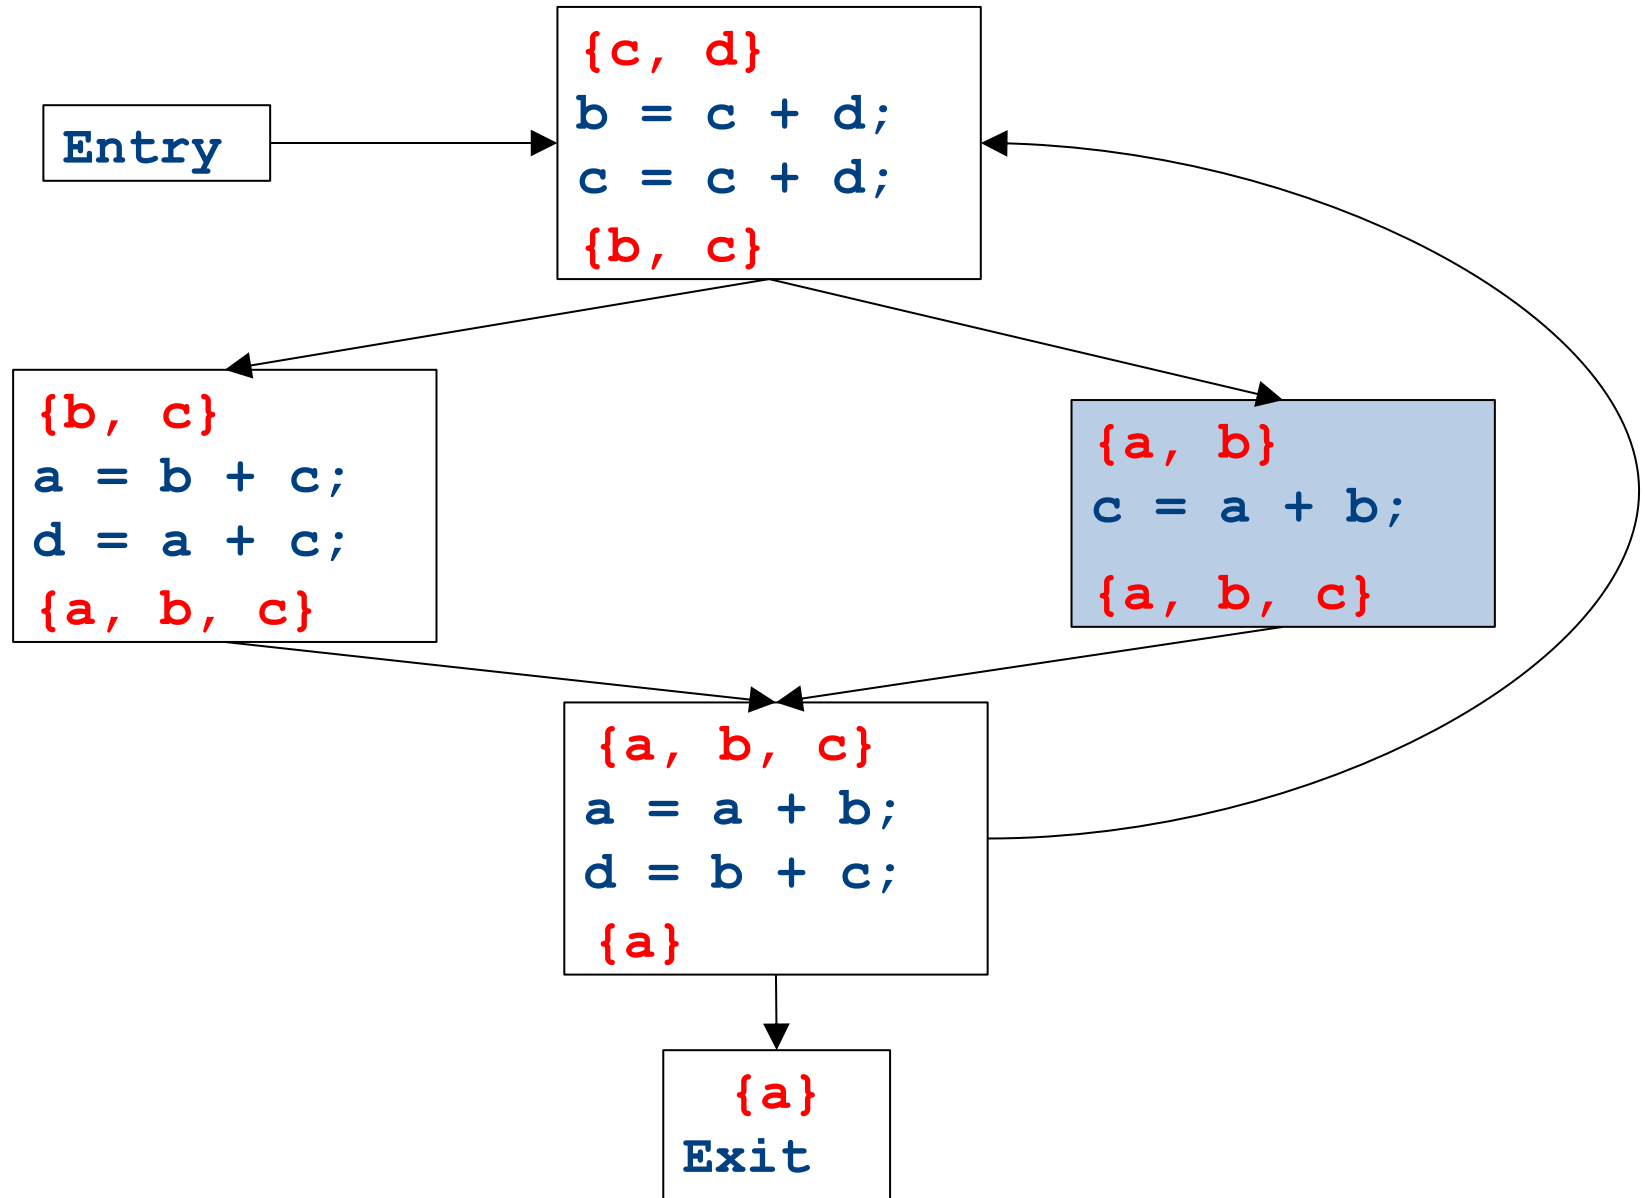 Entry
{c, d}
b = c + d;
c = c + d;
{b, c}
{b, c}
a = b + c;
d = a + c;
{a, b, c}
{a, b}
c = a + b;
{a, b, c}
{a, b, c}
a = a + b;
d = b + c;
{a}
{a}
Exit